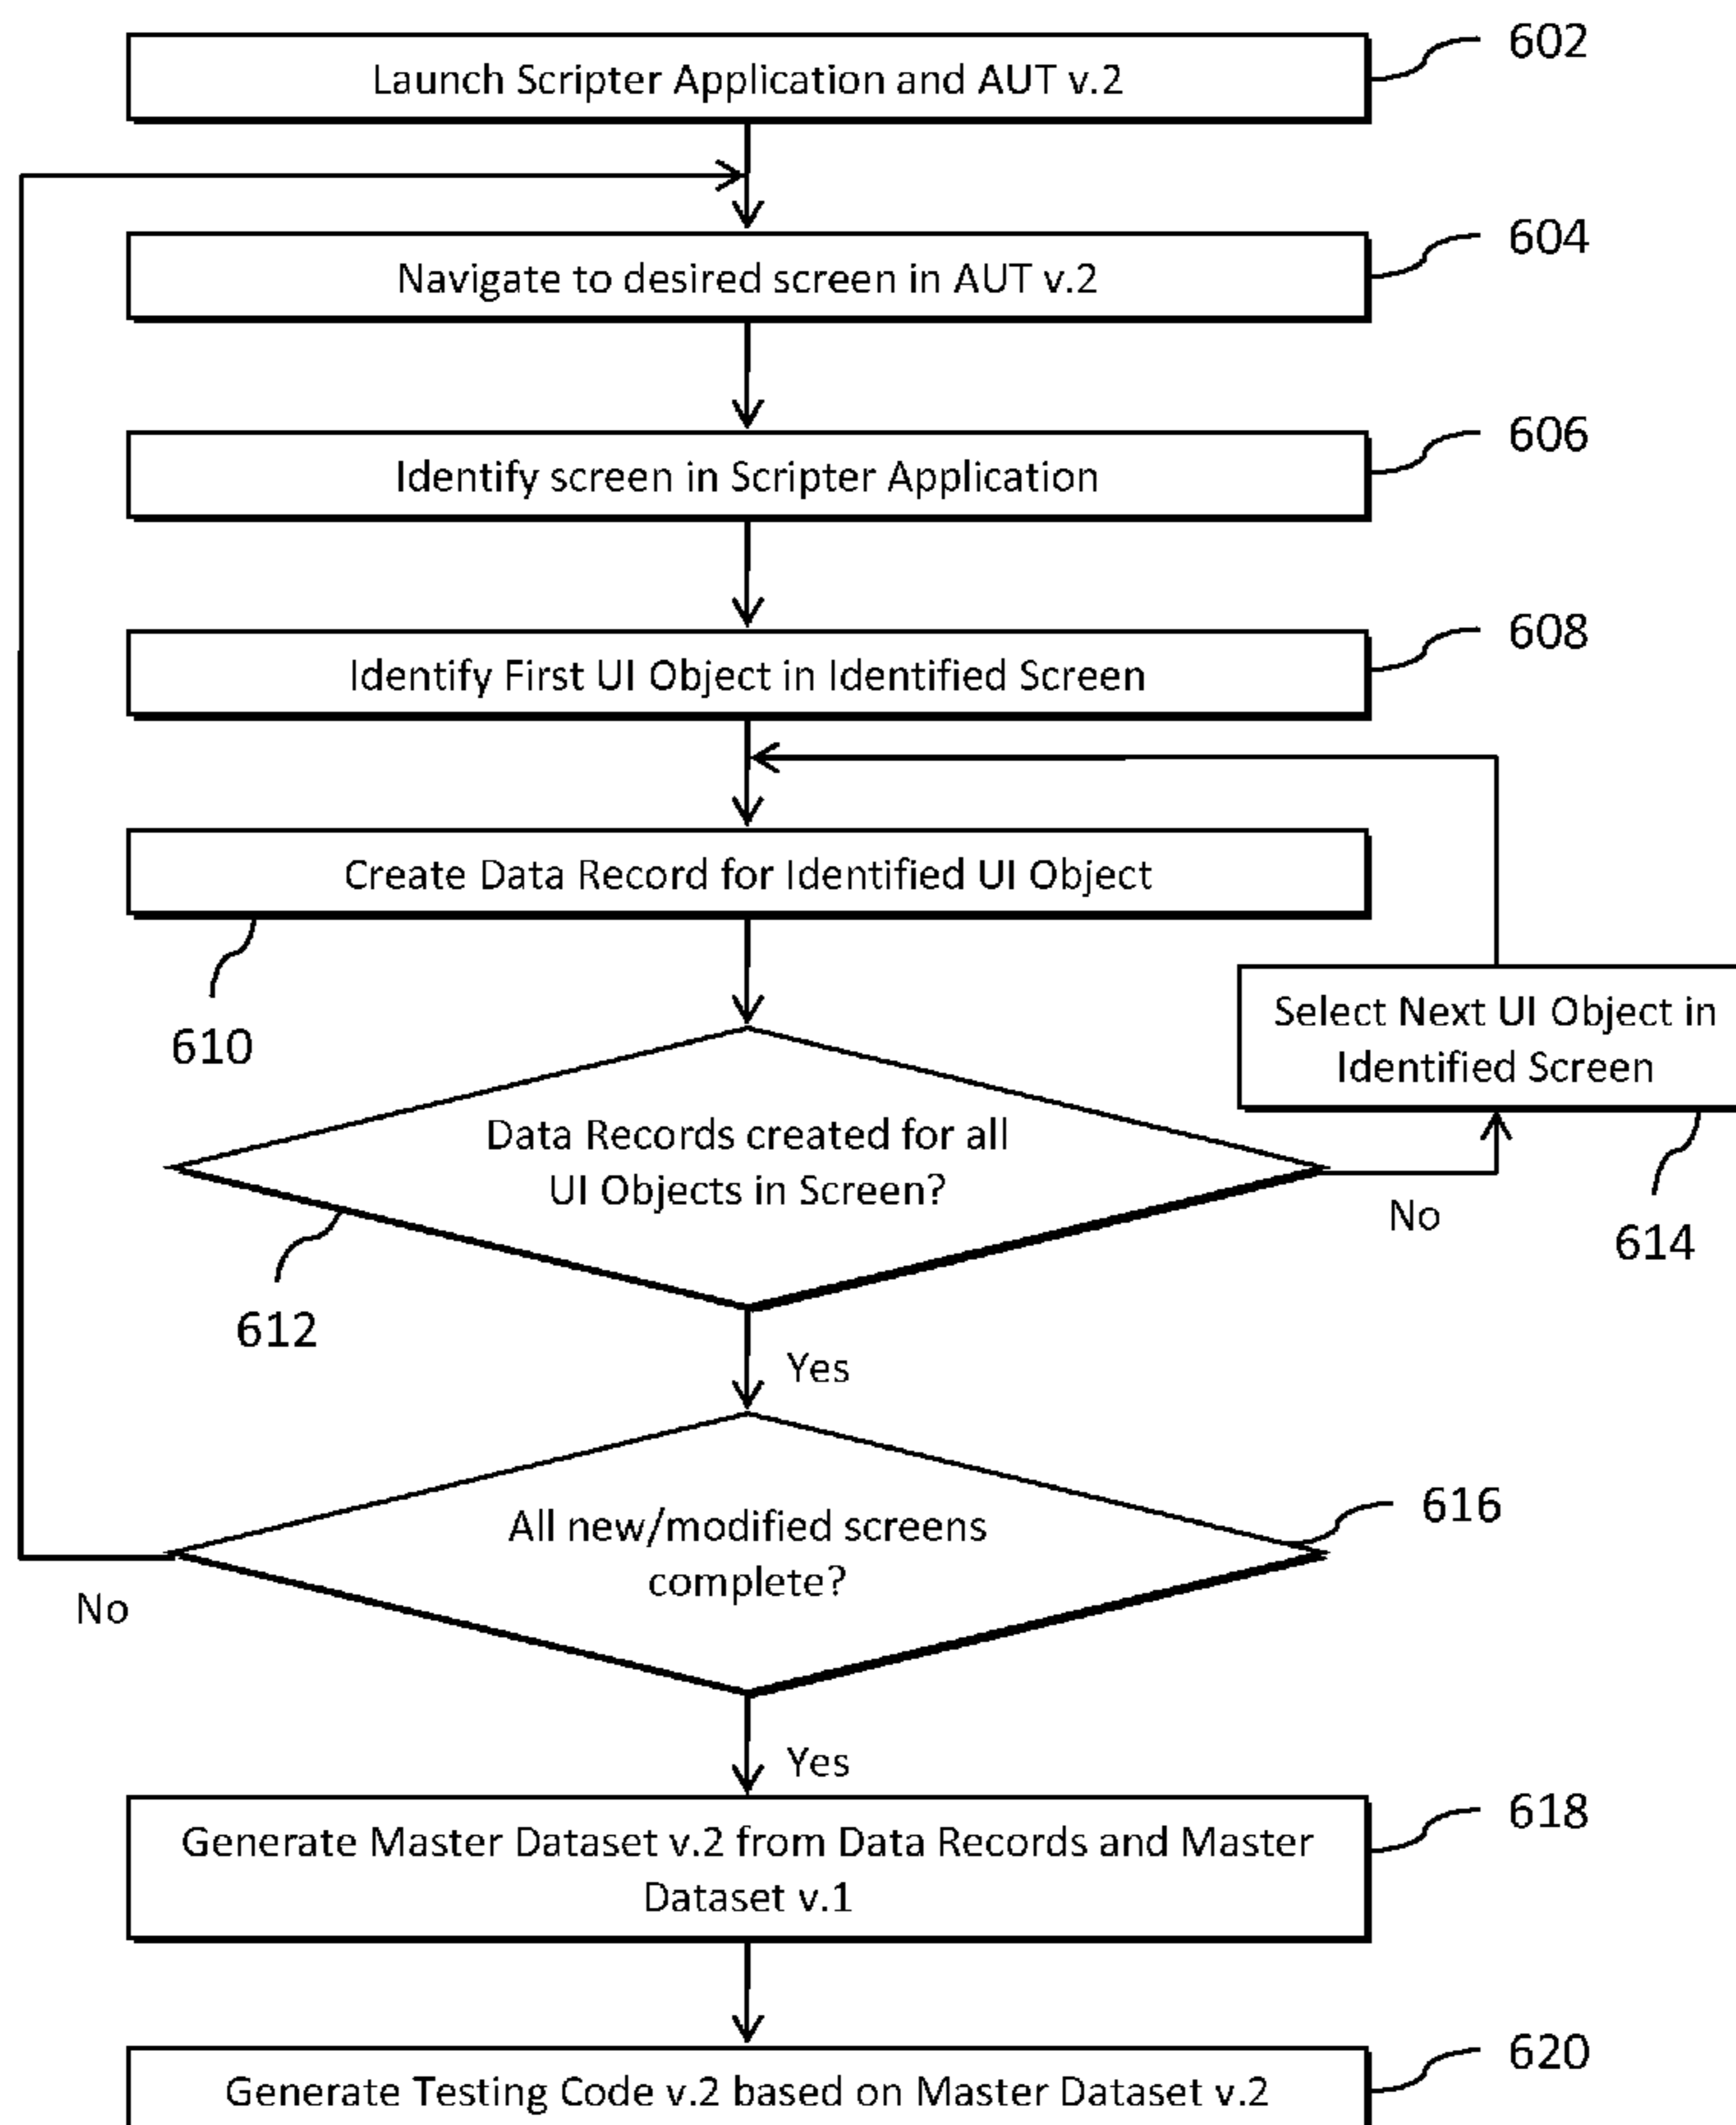 602
Launch Scripter Application and AUT v.2
604
Navigate to desired screen in AUT v.2
606
Identify screen in Scripter Application
608
Identify First UI Object in Identified Screen
Create Data Record for Identified UI Object
610
Select Next UI Object in
Identified Screen
614
Data Records created for all
UI Objects in Screen?
No
612
Yes
616
All new/modified screens
complete?
No
Yes
618
Generate Master Dataset v.2 from Data Records and Master
Dataset v.1
620
Generate Testing Code v.2 based on Master Dataset v.2